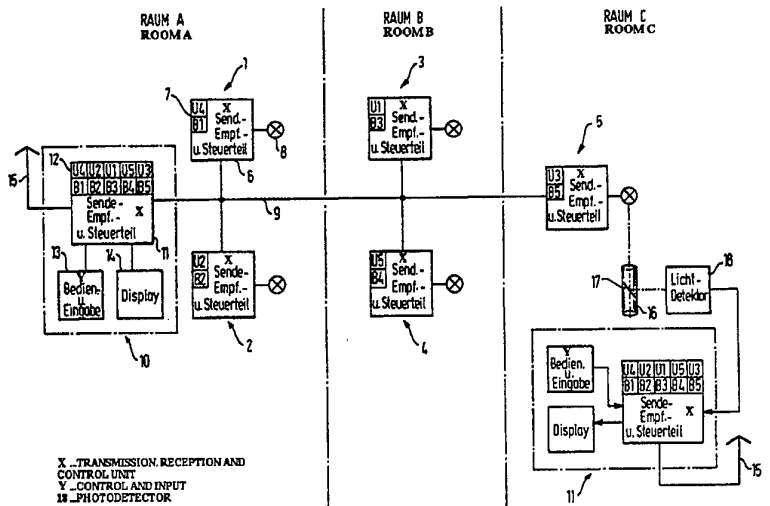 RAUM A
ROOM A
RAUM B
ROOM B
RAUM C
ROOM C
1
7
U4
B1
X
Send.-
Empf.-
u. Steuerteil
8
6
3
U1
B3
X
Send.-
Empf.-
u. Steuerteil
5
U3
B5
X
Send.-
Empf.-
u. Steuerteil
12
15
U4 U2 U1 U5 U3
B1 B2 B3 B4 B5
Sende-
Empf.-
u. Steuerteil
X
11
9
13
14
Y
Bedien.
u.
Eingabe
Display
10
U2
B2
X
Send.-
Empf.-
u. Steuerteil
2
U5
B4
X
Send.-
Empf.-
u. Steuerteil
4
17
16
Licht-
Detektor
18
Y
Bedien.
u.
Eingabe
Display
U4 U2 U1 U5 U3
B1 B2 B3 B4 B5
Sende-
Empf.-
u. Steuerteil
X
15
11
X ...TRANSMISSION, RECEPTION AND
CONTROL UNIT
Y ...CONTROL AND INPUT
18 ...PHOTODETECTOR